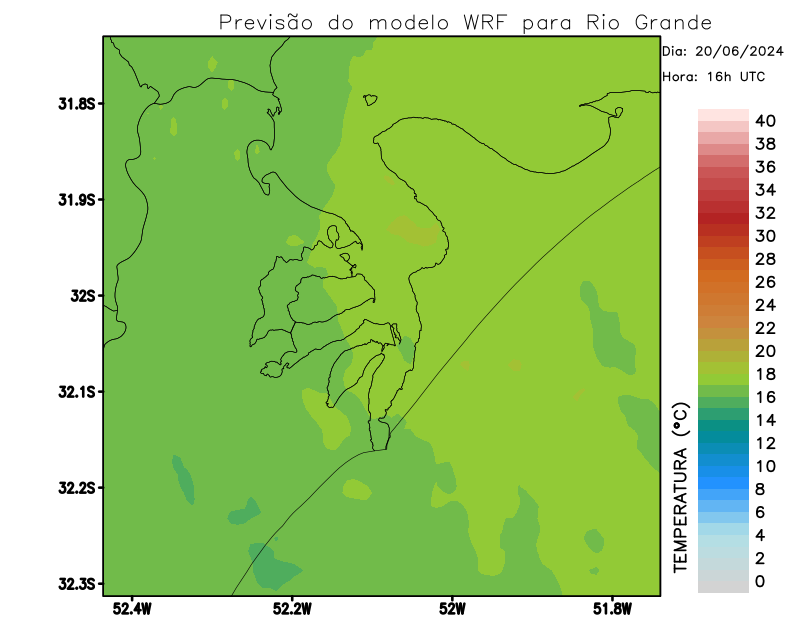 Previsão do modelo WRF para Rio Grande
Dia: 20/06/2024
Hora: 16h UTC
31.8S
31.9S
32S
32.1S
32.2S
32.3S
52.4W
52.2W
52W
51.8W
TEMPERATURA (°C)
40
38
36
34
32
30
28
26
24
22
20
18
16
14
12
10
8
6
4
2
0